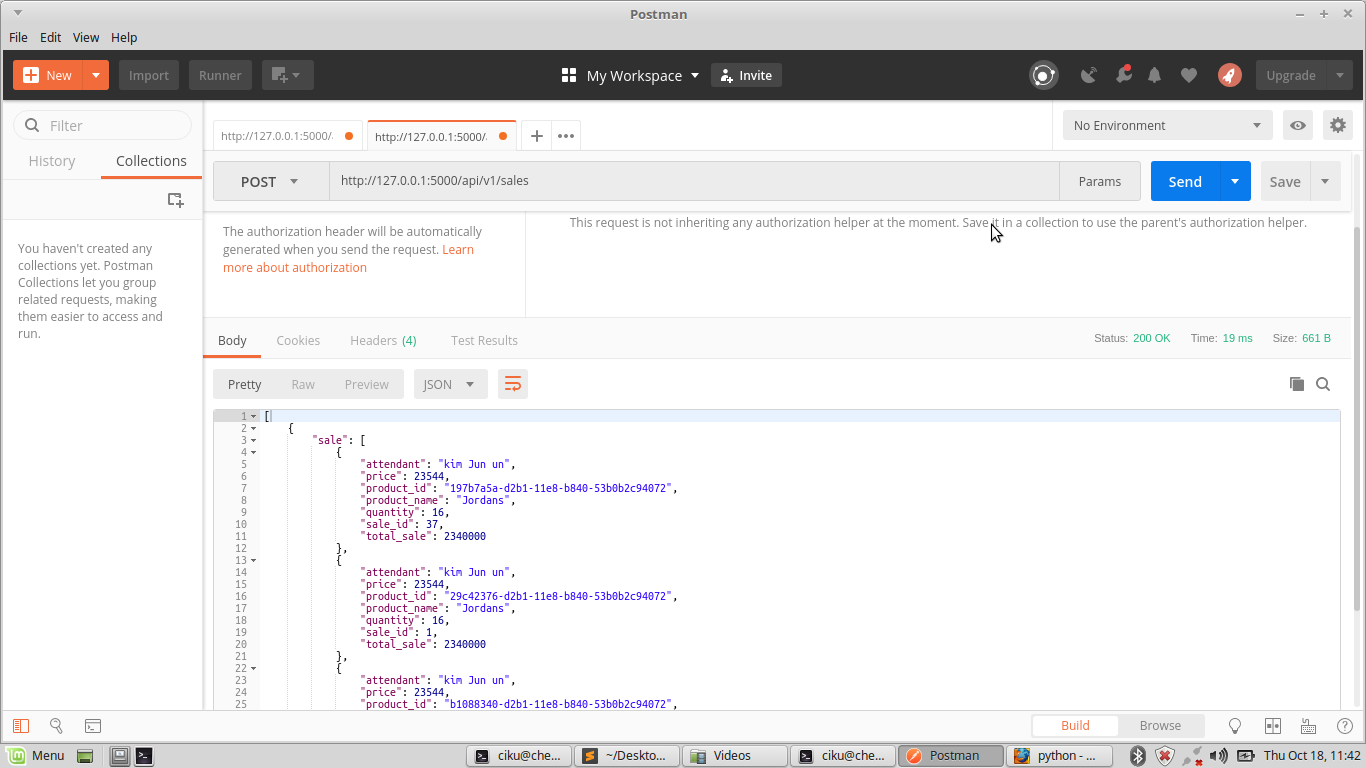 Postman
File Edit View Help
New Import Runner My Workspace Invite Upgrade
Filter
History Collections
You haven't created any
collections yet. Postman
Collections let you group
related requests, making
them easier to access and
run.
http://127.0.0.1:5000/ http://127.0.0.1:5000/ No Environment
POST http://127.0.0.1:5000/api/v1/sales Params Send Save
The authorization header will be automatically
generated when you send the request. Learn
more about authorization
This request is not inheriting any authorization helper at the moment. Save it in a collection to use the parent's authorization helper.
Body Cookies Headers (4) Test Results Status: 200 OK Time: 19 ms Size: 661 B
Pretty Raw Preview JSON
1 [
2 {
3 "sale": [
4 {
5 "attendant": "kim Jun un",
6 "price": 23544,
7 "product_id": "197b7a5a-d2b1-11e8-b840-53b0b2c94072",
8 "product_name": "Jordans",
9 "quantity": 16,
10 "sale_id": 37,
11 "total_sale": 2340000
12 },
13 {
14 "attendant": "kim Jun un",
15 "price": 23544,
16 "product_id": "29c42376-d2b1-11e8-b840-53b0b2c94072",
17 "product_name": "Jordans",
18 "quantity": 16,
19 "sale_id": 1,
20 "total_sale": 2340000
21 },
22 {
23 "attendant": "kim Jun un",
24 "price": 23544,
25 "product_id": "b1088340-d2b1-11e8-b840-53b0b2c94072",
Build Browse
Menu ciku@che... ~/Deskto... Videos ciku@che... Postman python - ... Thu Oct 18, 11:42